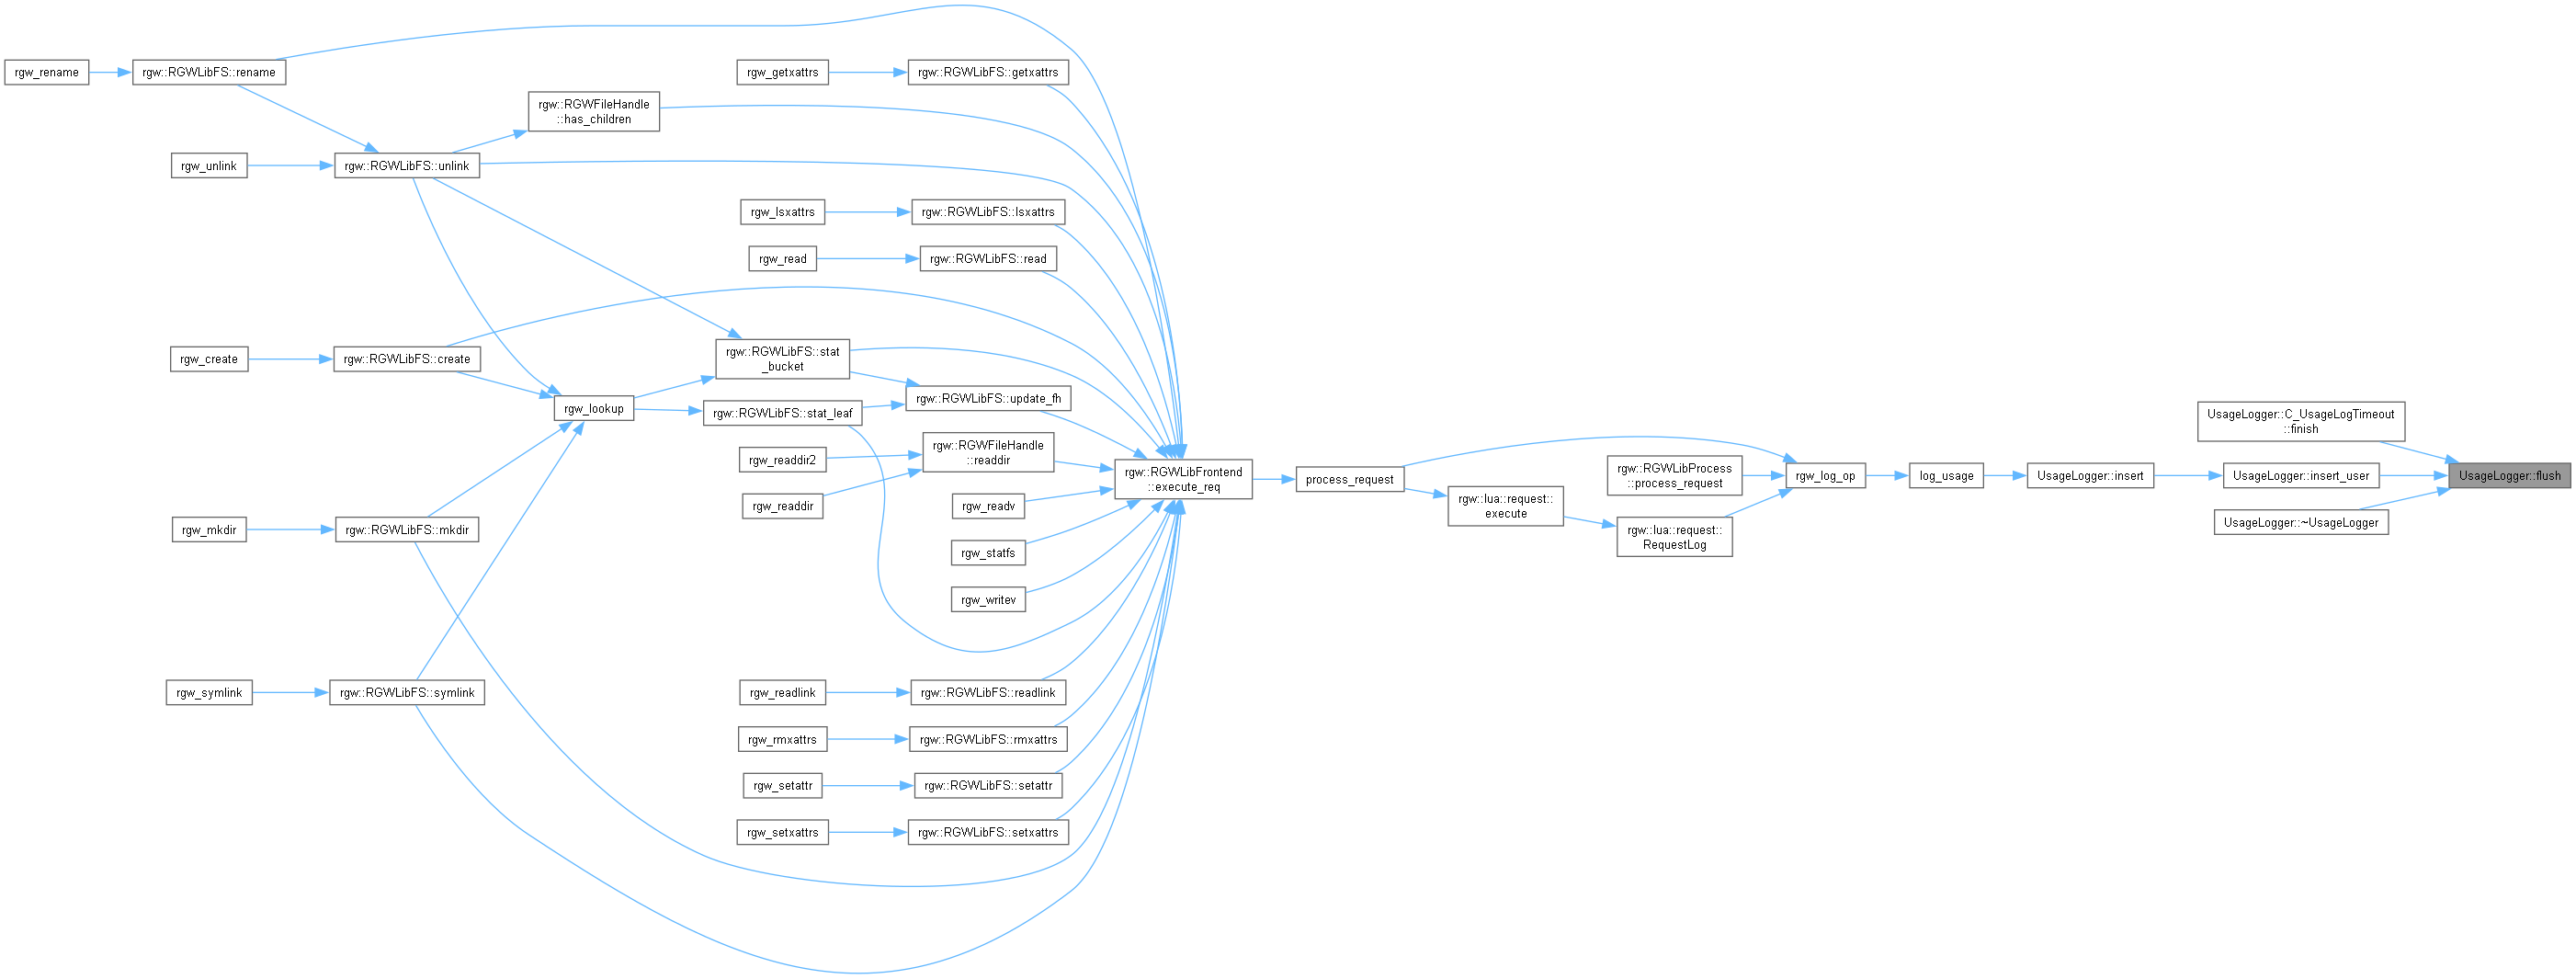 rgw_rename
rgw::RGWLibFS::rename
rgw_getxattrs
rgw::RGWLibFS::getxattrs
rgw::RGWFileHandle
::has_children
rgw_unlink
rgw::RGWLibFS::unlink
rgw_lsxattrs
rgw::RGWLibFS::lsxattrs
rgw_read
rgw::RGWLibFS::read
rgw_create
rgw::RGWLibFS::create
rgw::RGWLibFS::stat
_bucket
rgw_lookup
rgw::RGWLibFS::stat_leaf
rgw::RGWLibFS::update_fh
rgw_readdir2
rgw::RGWFileHandle
::readdir
rgw_readdir
rgw_readv
rgw_statfs
rgw_writev
rgw_mkdir
rgw::RGWLibFS::mkdir
rgw_symlink
rgw::RGWLibFS::symlink
rgw_readlink
rgw::RGWLibFS::readlink
rgw_rmxattrs
rgw::RGWLibFS::rmxattrs
rgw_setattr
rgw::RGWLibFS::setattr
rgw_setxattrs
rgw::RGWLibFS::setxattrs
rgw::RGWLibFrontend
::execute_req
process_request
rgw::lua::request::
execute
rgw::RGWLibProcess
::process_request
rgw::lua::request::
RequestLog
rgw_log_op
log_usage
UsageLogger::insert
UsageLogger::C_UsageLogTimeout
::finish
UsageLogger::insert_user
UsageLogger::~UsageLogger
UsageLogger::flush